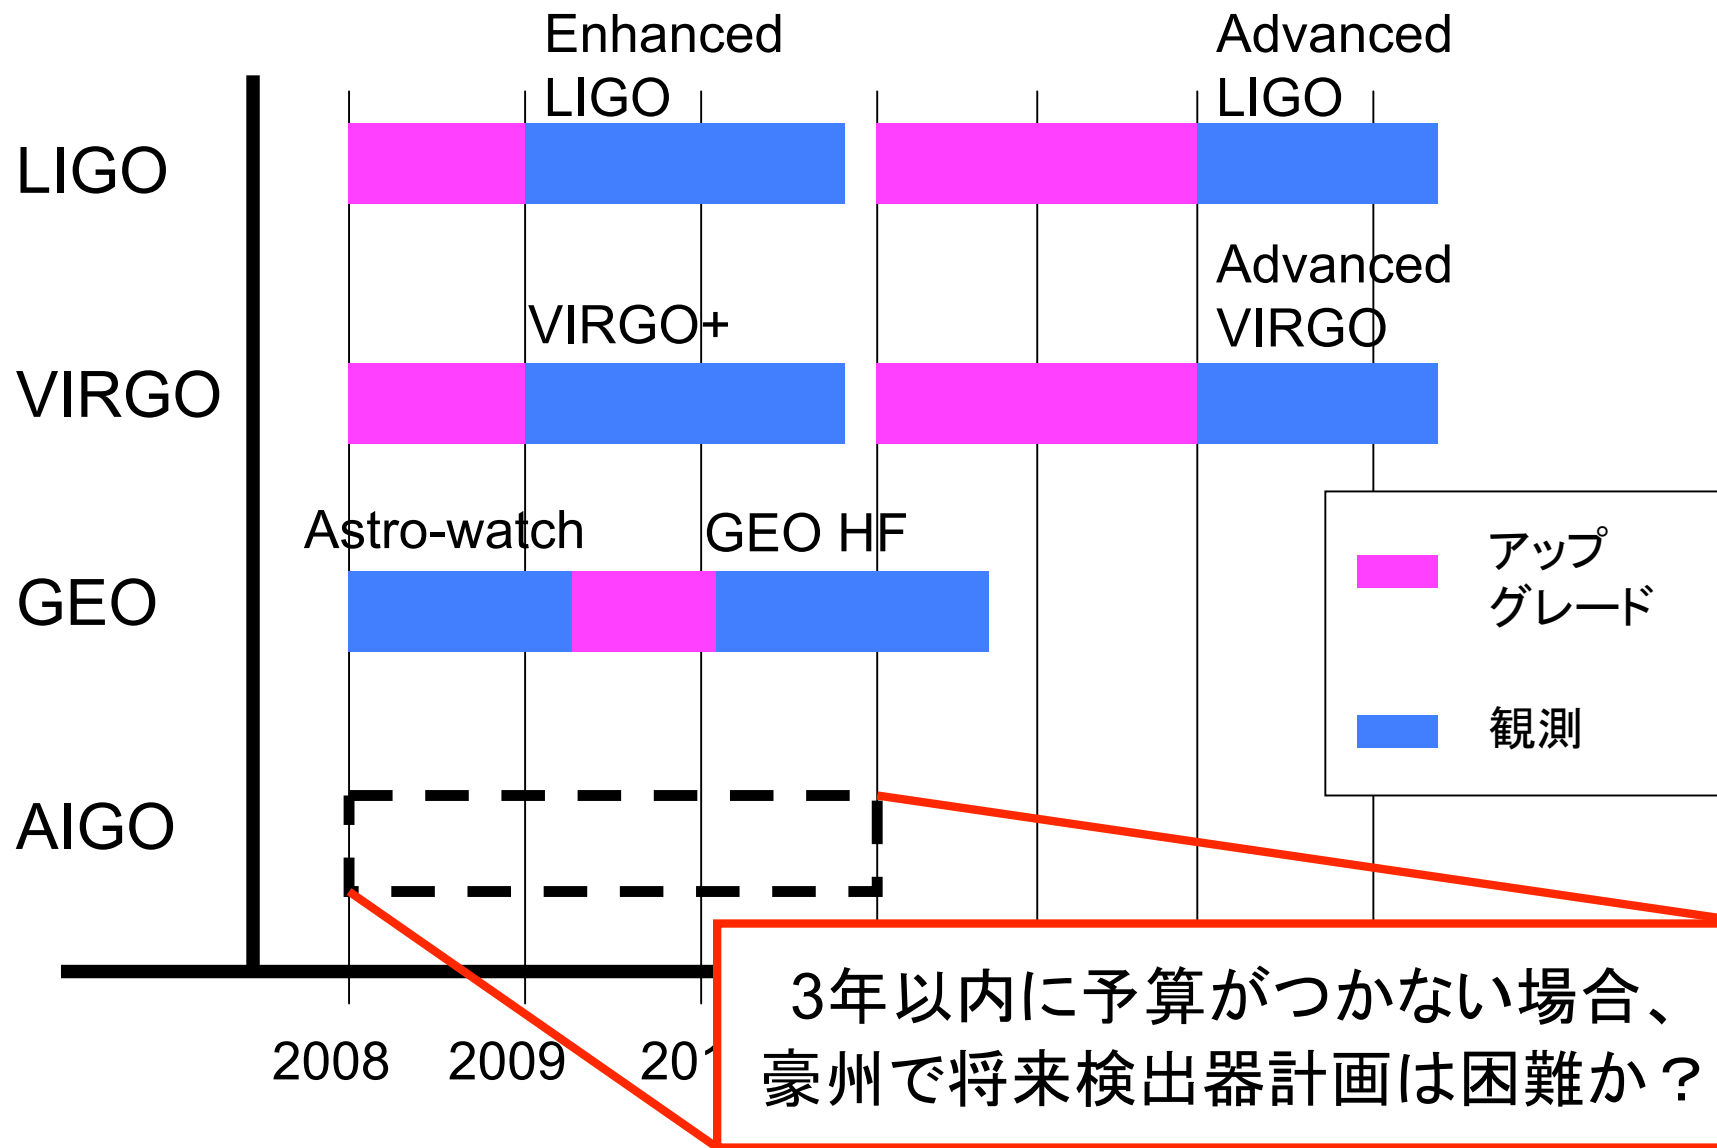 Enhanced
LIGO
Advanced
LIGO
LIGO
VIRGO+
Advanced
VIRGO
VIRGO
Astro-watch
GEO HF
GEO
アップ
グレード
観測
AIGO
2008
2009
3年以内に予算がつかない場合、
豪州で将来検出器計画は困難か？